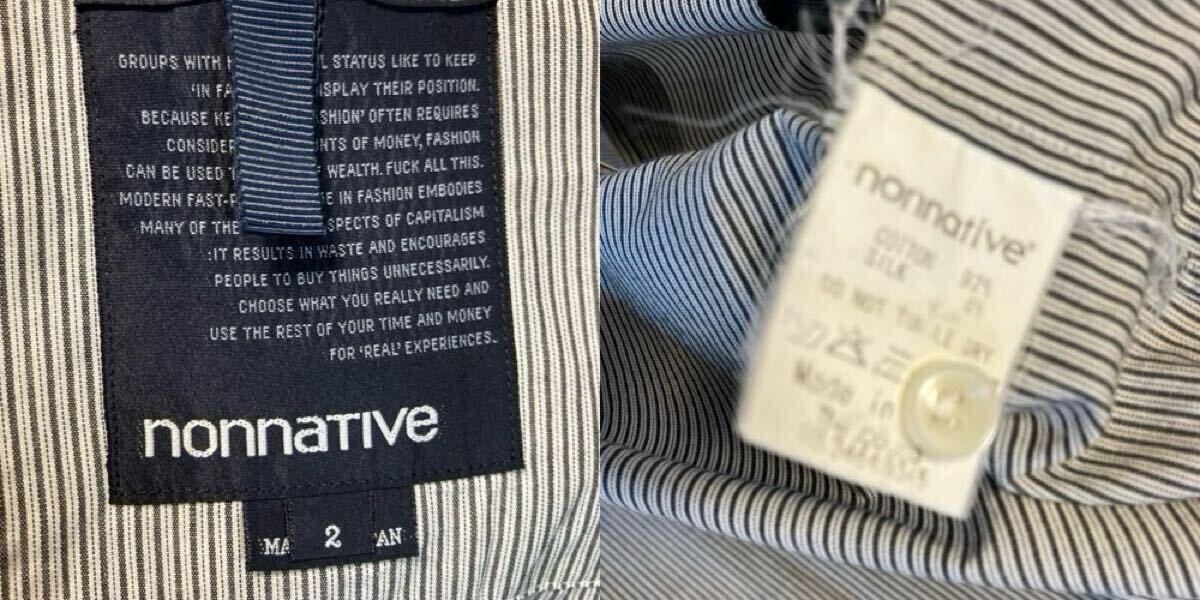 GROUPS WITH L STATUS LIKE TO KEEP
'IN FA ISPLAY THEIR POSITION.
BECAUSE KE SHION' OFTEN REQUIRES
CONSIDER NTS OF MONEY, FASHION
CAN BE USED T WEALTH. FUCK ALL THIS.
MODERN FAST-P E IN FASHION EMBODIES
MANY OF THE SPECTS OF CAPITALISM
:IT RESULTS IN WASTE AND ENCOURAGES
PEOPLE TO BUY THINGS UNNECESSARILY.
CHOOSE WHAT YOU REALLY NEED AND
USE THE REST OF YOUR TIME AND MONEY
FOR 'REAL' EXPERIENCES.
nonnative
MA 2 AN
nonnative
COTTON 92%
SILK
DO NOT DRY
Made in